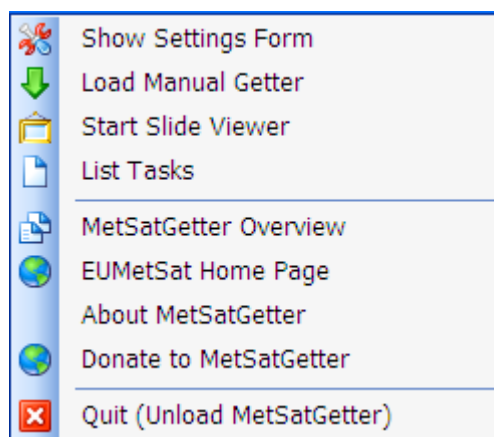 Show Settings Form
Load Manual Getter
Start Slide Viewer
List Tasks
MetSatGetter Overview
EUMetSat Home Page
About MetSatGetter
Donate to MetSatGetter
Quit (Unload MetSatGetter)